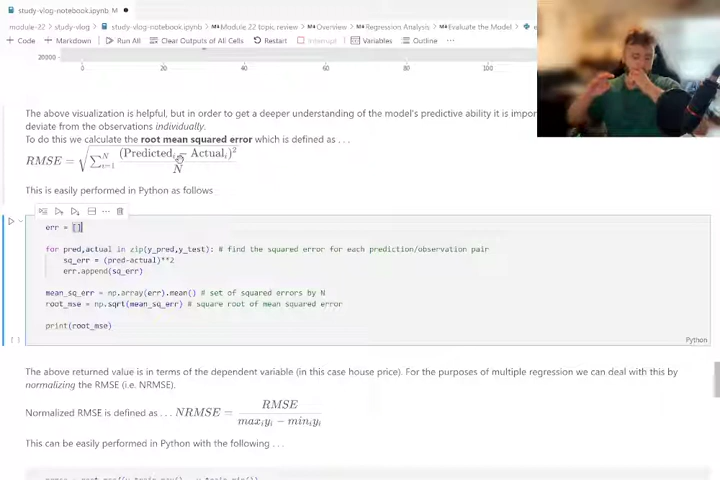 study-vlog-notebook.ipynb M
module-22 > study-vlog > study-vlog-notebook.ipynb > M↓ Module 22 topic review > M↓ Overview > M↓ Regression Analysis > M↓ Evaluate the Model >
+ Code + Markdown Run All Clear Outputs of All Cells Restart Interrupt Variables Outline ...
20000
0 20 40 60 80 100
The above visualization is helpful, but in order to get a deeper understanding of the model's predictive ability it is
deviate from the observations individually.
To do this we calculate the root mean squared error which is defined as . . .
RMSE = √∑ᵢ₌₁ᴺ (Predictedᵢ − Actualᵢ)² / N
This is easily performed in Python as follows
err = []
for pred,actual in zip(y_pred,y_test): # find the squared error for each prediction/observation pair
sq_err = (pred-actual)**2
err.append(sq_err)
mean_sq_err = np.array(err).mean() # set of squared errors by N
root_mse = np.sqrt(mean_sq_err) # square root of mean squared error
print(root_mse)
[ ] Python
The above returned value is in terms of the dependent variable (in this case house price). For the purposes of multiple regression we can deal with this by
normalizing the RMSE (i.e. NRMSE).
Normalized RMSE is defined as . . . NRMSE = RMSE / maxᵢyᵢ − minᵢyᵢ
This can be easily performed in Python with the following . . .